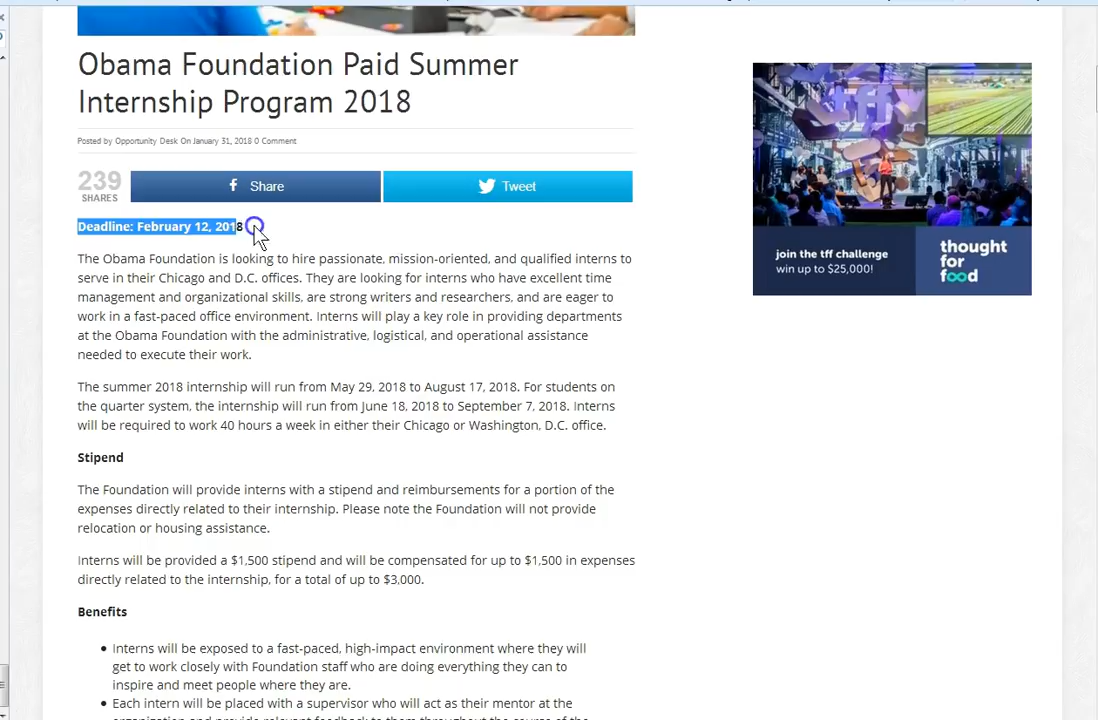 Obama Foundation Paid Summer
Internship Program 2018
Posted by Opportunity Desk On January 31, 2018 0 Comment
239
SHARES
Share
Tweet
Deadline: February 12, 2018
The Obama Foundation is looking to hire passionate, mission-oriented, and qualified interns to
serve in their Chicago and D.C. offices. They are looking for interns who have excellent time
management and organizational skills, are strong writers and researchers, and are eager to
work in a fast-paced office environment. Interns will play a key role in providing departments
at the Obama Foundation with the administrative, logistical, and operational assistance
needed to execute their work.
The summer 2018 internship will run from May 29, 2018 to August 17, 2018. For students on
the quarter system, the internship will run from June 18, 2018 to September 7, 2018. Interns
will be required to work 40 hours a week in either their Chicago or Washington, D.C. office.
Stipend
The Foundation will provide interns with a stipend and reimbursements for a portion of the
expenses directly related to their internship. Please note the Foundation will not provide
relocation or housing assistance.
Interns will be provided a $1,500 stipend and will be compensated for up to $1,500 in expenses
directly related to the internship, for a total of up to $3,000.
Benefits
Interns will be exposed to a fast-paced, high-impact environment where they will
get to work closely with Foundation staff who are doing everything they can to
inspire and meet people where they are.
Each intern will be placed with a supervisor who will act as their mentor at the
organization and provide relevant feedback to them throughout the course of the
tff
join the tff challenge
win up to $25,000!
thought
for
food